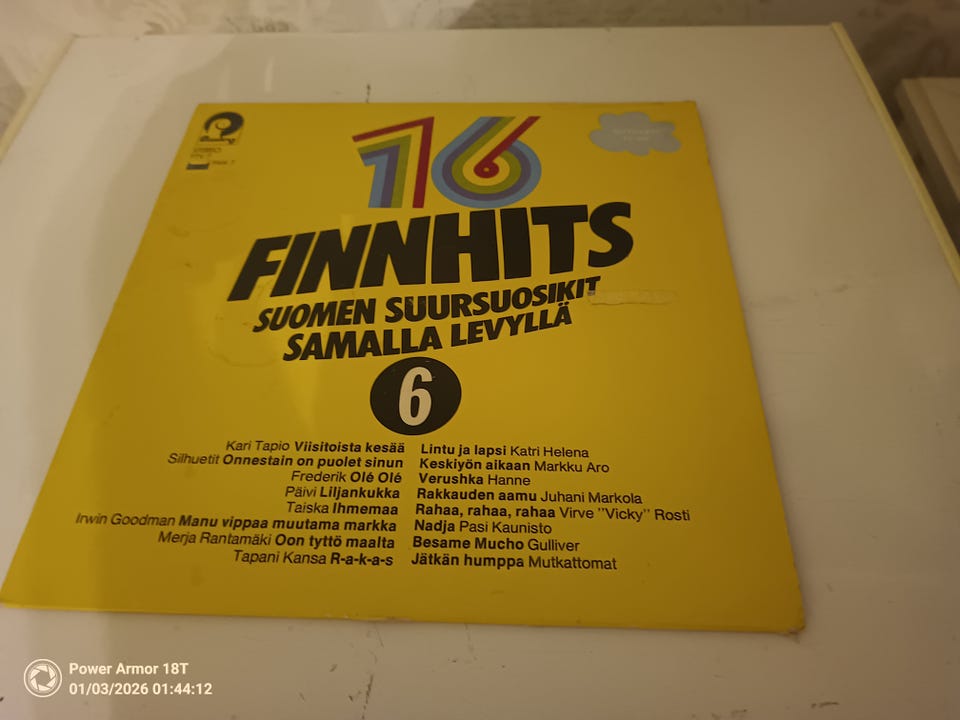 STEREO
16
FINNHITS
SUOMEN SUURSUOSIKIT
SAMALLA LEVYLLÄ
6
Kari Tapio Viisitoista kesää
Silhuetit Onnestain on puolet sinun
Frederik Olé Olé
Päivi Liljankukka
Taiska Ihmemaa
Irwin Goodman Manu vippaa muutama markka
Merja Rantamäki Oon tyttö maalta
Tapani Kansa R-a-k-a-s
Lintu ja lapsi Katri Helena
Keskiyön aikaan Markku Aro
Verushka Hanne
Rakkauden aamu Juhani Markola
Rahaa, rahaa, rahaa Virve "Vicky" Rosti
Nadja Pasi Kaunisto
Besame Mucho Gulliver
Jätkän humppa Mutkattomat
Power Armor 18T
01/03/2026 01:44:12